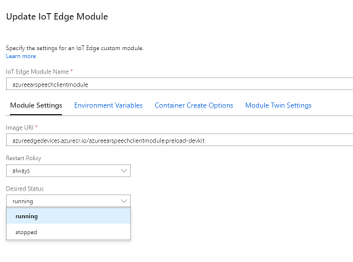 Update IoT Edge Module
Specify the settings for an IoT Edge custom module.
Learn more
IoT Edge Module Name *
azureearspeechclientmodule
Module Settings Environment Variables Container Create Options Module Twin Settings
Image URI *
azureedgedevices.azurecr.io/azureearspeechclientmodule:preload-devkit
Restart Policy
always
Desired Status
running
running
stopped